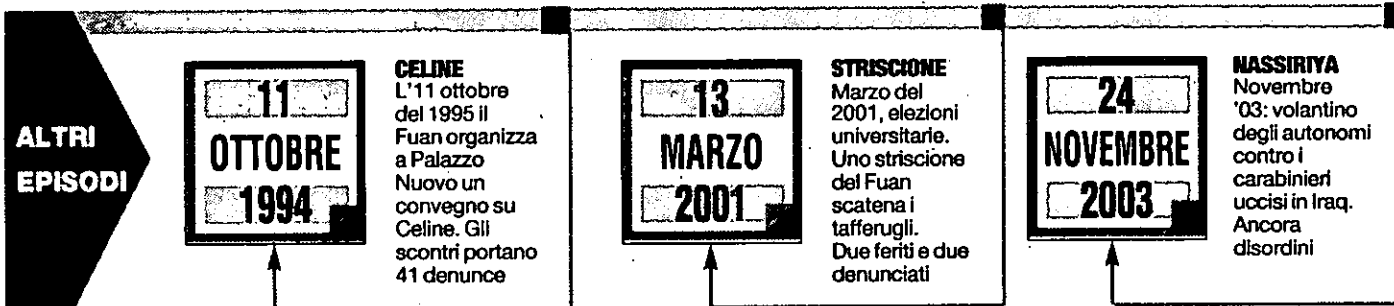 ALTRI
EPISODI
11
OTTOBRE
1994
CELINE
L'11 ottobre
del 1995 il
Fuan organizza
a Palazzo
Nuovo un
convegno su
Celine. Gli
scontri portano
41 denunce
13
MARZO
2001
STRISCIONE
Marzo del
2001, elezioni
universitarie.
Uno striscione
del Fuan
scatena i
tafferugli.
Due feriti e due
denunciati
24
NOVEMBRE
2003
NASSIRIYA
Novembre
'03: volantino
degli autonomi
contro i
carabinieri
uccisi in Iraq.
Ancora
disordini